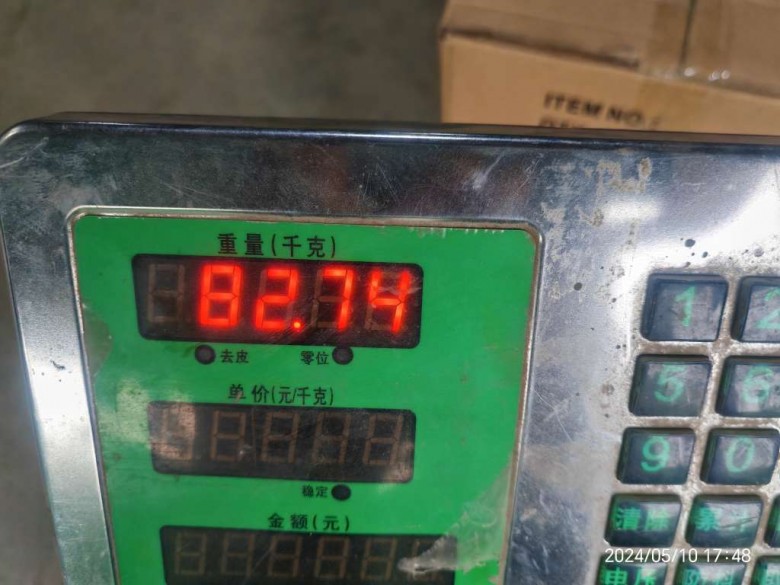 ITEM NO.:
重量(千克)
82.74
去皮 零位
单价(元/千克)
稳定
金额(元)
1
5 6
9 0
清除
2024/05/10 17:48